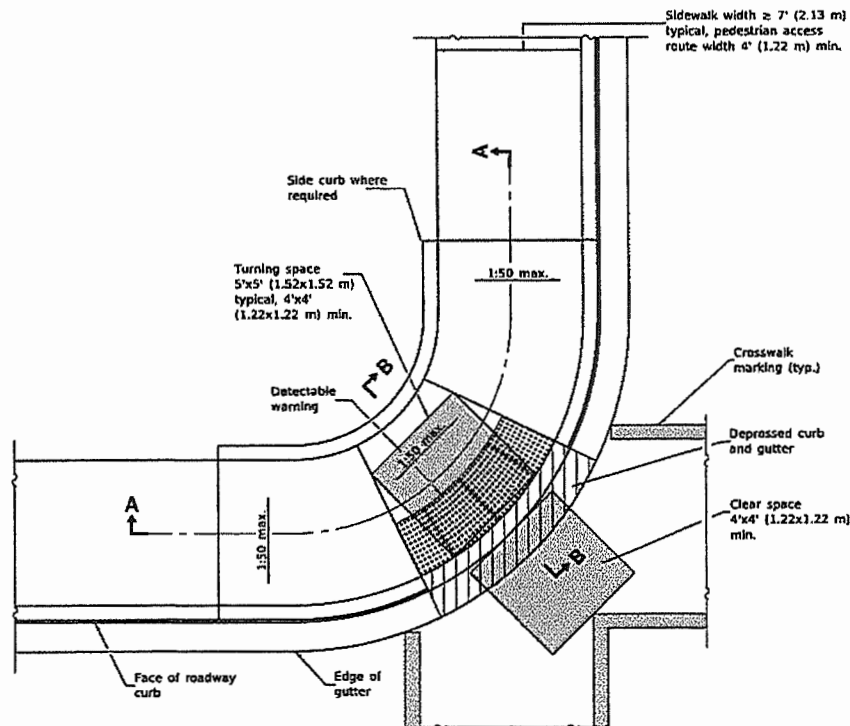 Sidewalk width ≥ 7' (2.13 m)
typical, pedestrian access
route width 4' (1.22 m) min.
A
Side curb where
required
1:50 max.
Turning space
5'x5' (1.52x1.52 m)
typical, 4'x4'
(1.22x1.22 m) min.
B
Crosswalk
marking (typ.)
Detectable
warning
1:50 max.
Depressed curb
and gutter
A
Clear space
4'x4' (1.22x1.22 m)
min.
1:50 max.
B
Face of roadway
curb
Edge of
gutter